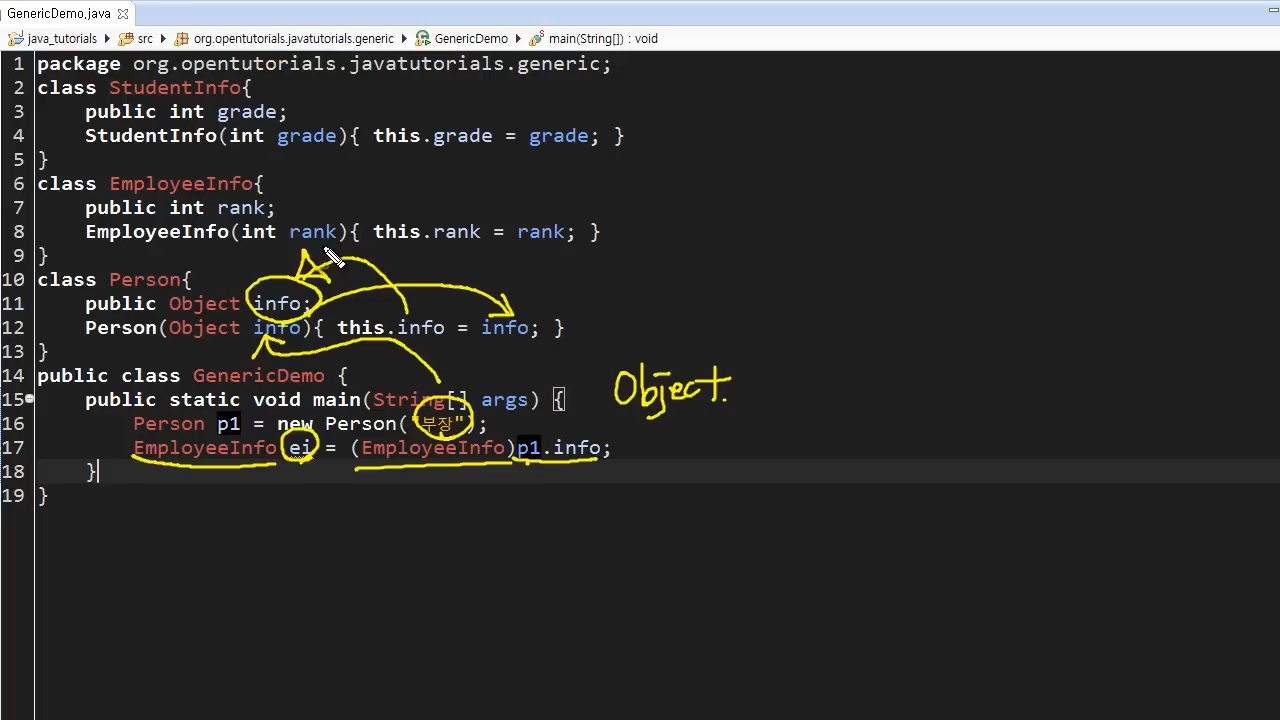 GenericDemo.java
java_tutorials src org.opentutorials.javatutorials.generic GenericDemo main(String[]) : void
1 package org.opentutorials.javatutorials.generic;
2 class StudentInfo{
3 public int grade;
4 StudentInfo(int grade){ this.grade = grade; }
5 }
6 class EmployeeInfo{
7 public int rank;
8 EmployeeInfo(int rank){ this.rank = rank; }
9 }
10 class Person{
11 public Object info;
12 Person(Object info){ this.info = info; }
13 }
14 public class GenericDemo {
15 public static void main(String[] args) {
16 Person p1 = new Person("부장");
17 EmployeeInfo ei = (EmployeeInfo)p1.info;
18 }
19 }
Object.